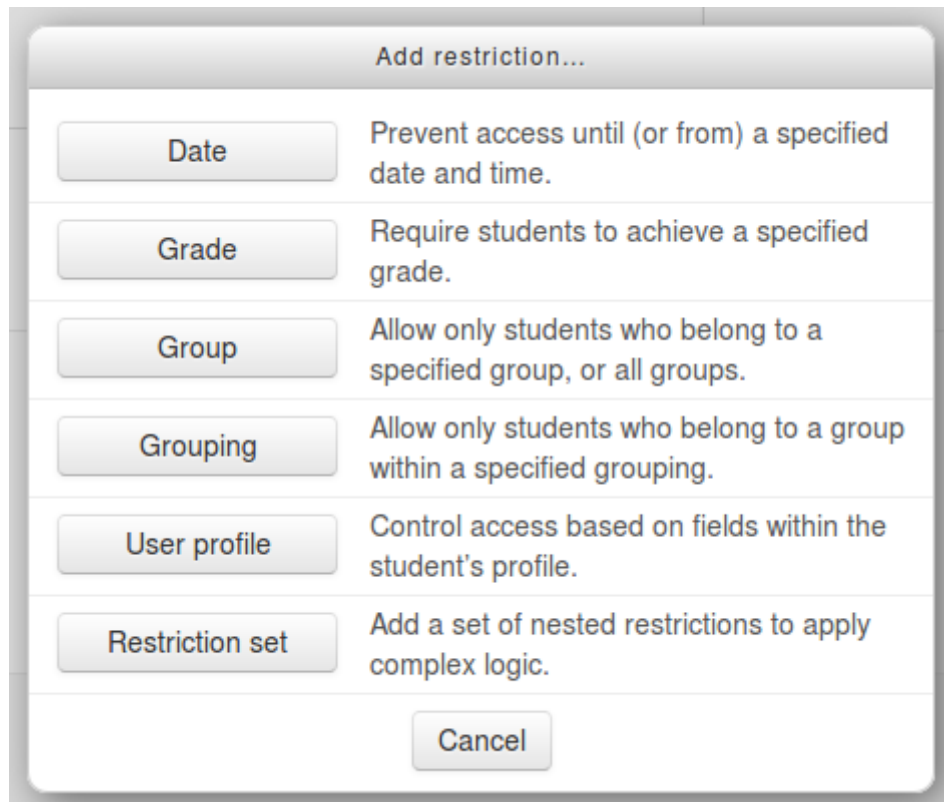 Add restriction...
Date
Prevent access until (or from) a specified
date and time.
Grade
Require students to achieve a specified
grade.
Group
Allow only students who belong to a
specified group, or all groups.
Grouping
Allow only students who belong to a group
within a specified grouping.
User profile
Control access based on fields within the
student's profile.
Restriction set
Add a set of nested restrictions to apply
complex logic.
Cancel